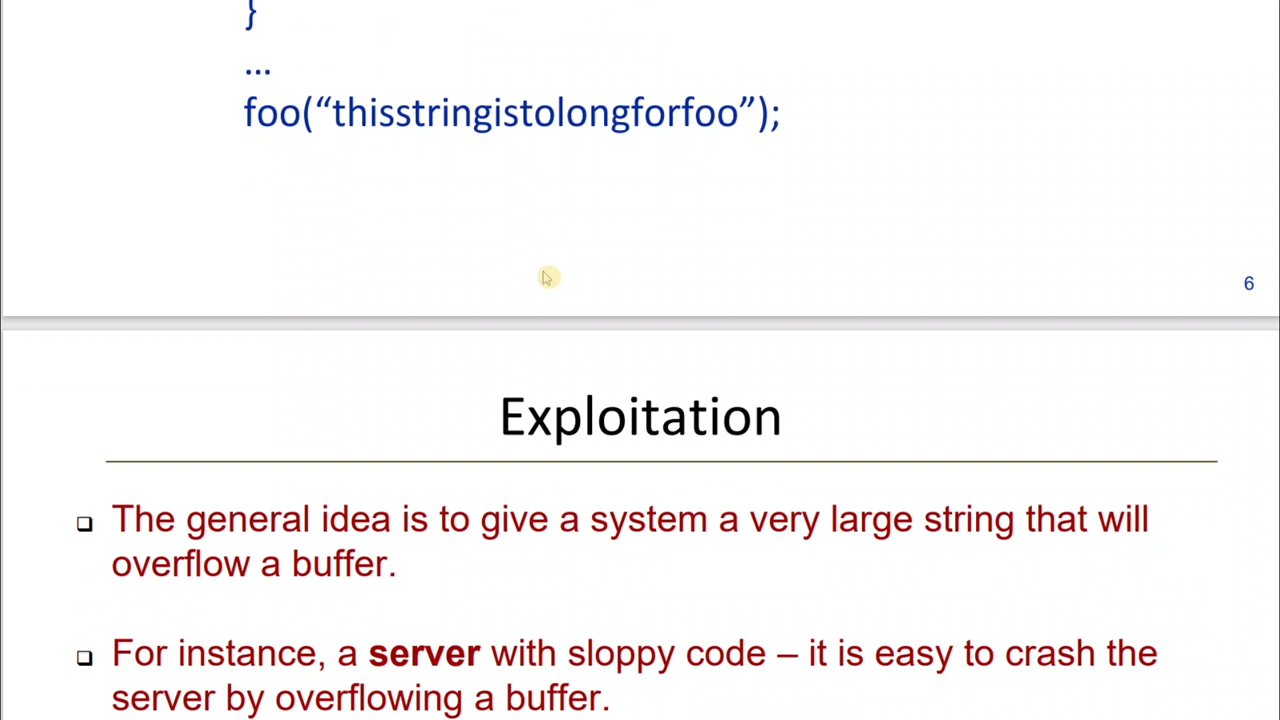 }
...
foo(“thisstringistolongforfoo”);
6
Exploitation
❑ The general idea is to give a system a very large string that will
overflow a buffer.
❑ For instance, a server with sloppy code – it is easy to crash the
server by overflowing a buffer.